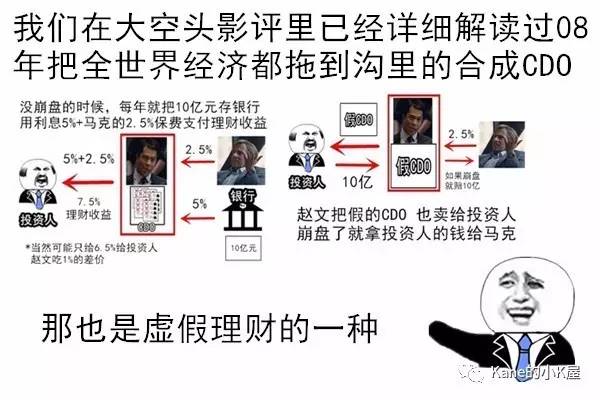 我们在大空头影评里已经详细解读过08
年把全世界经济都拖到沟里的合成CDO
没崩盘的时候，每年就把10亿元存银行
用利息5%+马克的2.5%保费支付理财收益
5%+2.5%
2.5%
投资人
7.5%
理财收益
CDO
5%
银行
10亿元
*当然可能只给6.5%给投资人
赵文吃1%的差价
假CDO
假CDO
2.5%
投资人
10亿
如果崩盘
就赔10亿
赵文把假的CDO 也卖给投资人
崩盘了就拿投资人的钱给马克
那也是虚假理财的一种
Kane的小K屋